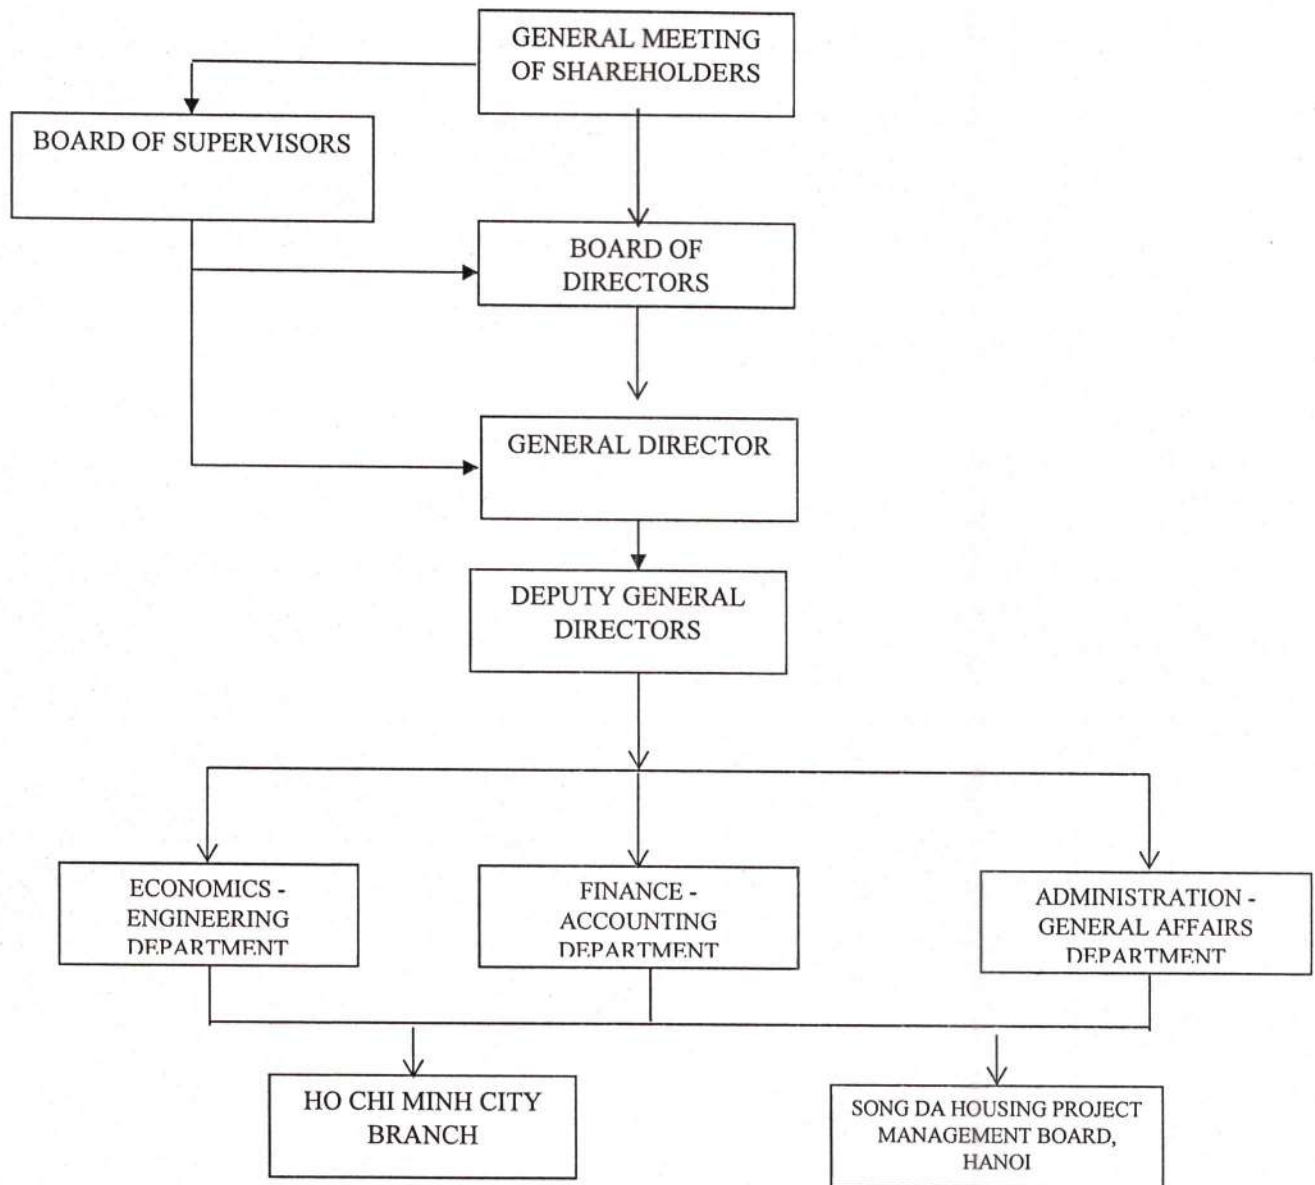 GENERAL MEETING
OF SHAREHOLDERS
BOARD OF SUPERVISORS
BOARD OF
DIRECTORS
GENERAL DIRECTOR
DEPUTY GENERAL
DIRECTORS
ECONOMICS -
ENGINEERING
DEPARTMENT
FINANCE -
ACCOUNTING
DEPARTMENT
ADMINISTRATION -
GENERAL AFFAIRS
DEPARTMENT
HO CHI MINH CITY
BRANCH
SONG DA HOUSING PROJECT
MANAGEMENT BOARD,
HANOI